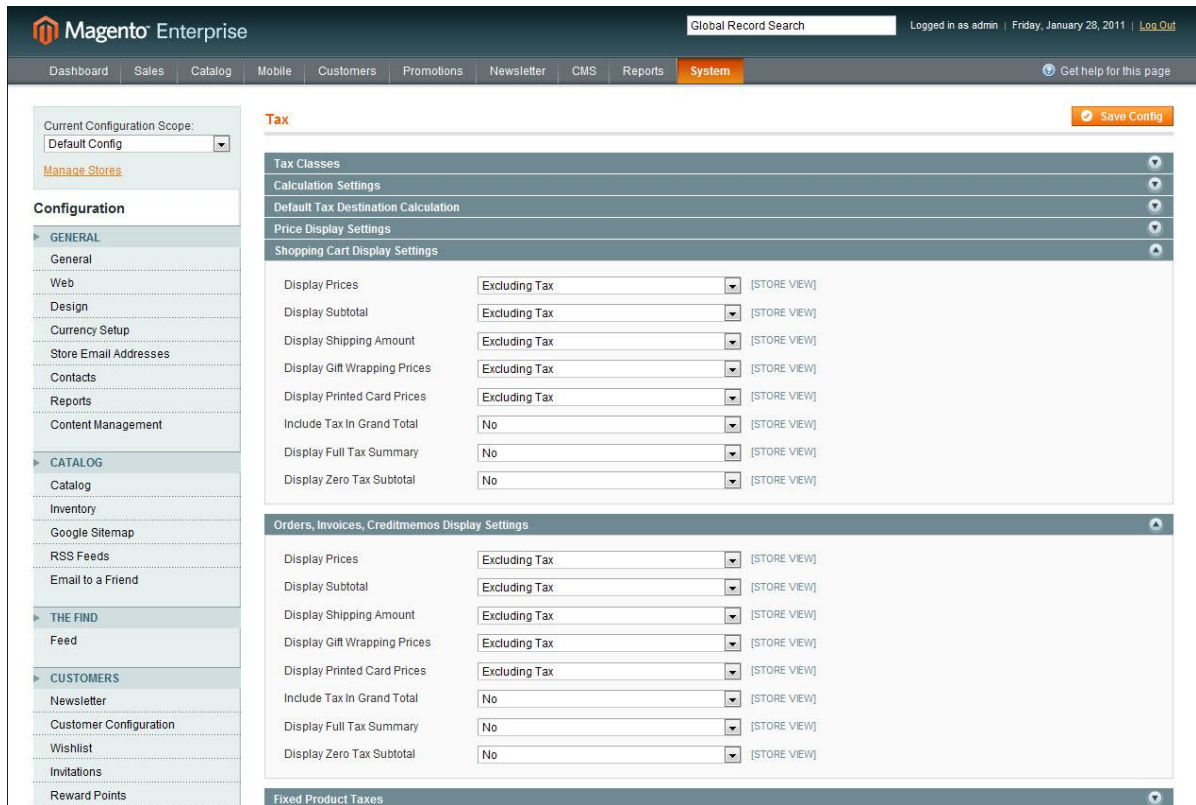 Magento Enterprise
Global Record Search
Logged in as admin | Friday, January 28, 2011 | Log Out
Dashboard Sales Catalog Mobile Customers Promotions Newsletter CMS Reports System Get help for this page
Current Configuration Scope:
Default Config
Manage Stores
Configuration
GENERAL
General
Web
Design
Currency Setup
Store Email Addresses
Contacts
Reports
Content Management
CATALOG
Catalog
Inventory
Google Sitemap
RSS Feeds
Email to a Friend
THE FIND
Feed
CUSTOMERS
Newsletter
Customer Configuration
Wishlist
Invitations
Reward Points
Tax
Save Config
Tax Classes
Calculation Settings
Default Tax Destination Calculation
Price Display Settings
Shopping Cart Display Settings
Display Prices Excluding Tax [STORE VIEW]
Display Subtotal Excluding Tax [STORE VIEW]
Display Shipping Amount Excluding Tax [STORE VIEW]
Display Gift Wrapping Prices Excluding Tax [STORE VIEW]
Display Printed Card Prices Excluding Tax [STORE VIEW]
Include Tax In Grand Total No [STORE VIEW]
Display Full Tax Summary No [STORE VIEW]
Display Zero Tax Subtotal No [STORE VIEW]
Orders, Invoices, Creditmemos Display Settings
Display Prices Excluding Tax [STORE VIEW]
Display Subtotal Excluding Tax [STORE VIEW]
Display Shipping Amount Excluding Tax [STORE VIEW]
Display Gift Wrapping Prices Excluding Tax [STORE VIEW]
Display Printed Card Prices Excluding Tax [STORE VIEW]
Include Tax In Grand Total No [STORE VIEW]
Display Full Tax Summary No [STORE VIEW]
Display Zero Tax Subtotal No [STORE VIEW]
Fixed Product Taxes